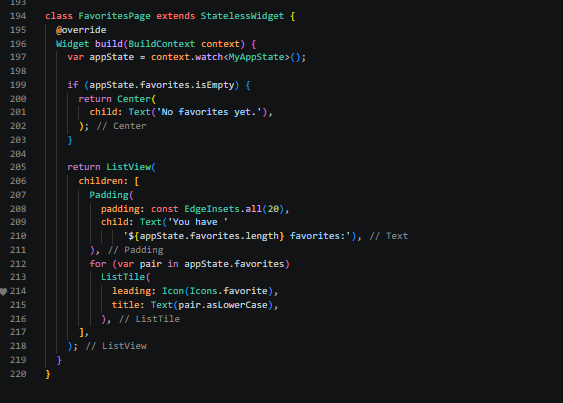 193
194 class FavoritesPage extends StatelessWidget {
195   @override
196   Widget build(BuildContext context) {
197     var appState = context.watch<MyAppState>();
198
199     if (appState.favorites.isEmpty) {
200       return Center(
201         child: Text('No favorites yet.'),
202       ); // Center
203     }
204
205     return ListView(
206       children: [
207         Padding(
208           padding: const EdgeInsets.all(20),
209           child: Text('You have '
210               '${appState.favorites.length} favorites:'), // Text
211         ), // Padding
212         for (var pair in appState.favorites)
213           ListTile(
214             leading: Icon(Icons.favorite),
215             title: Text(pair.asLowerCase),
216           ), // ListTile
217       ],
218     ); // ListView
219   }
220 }